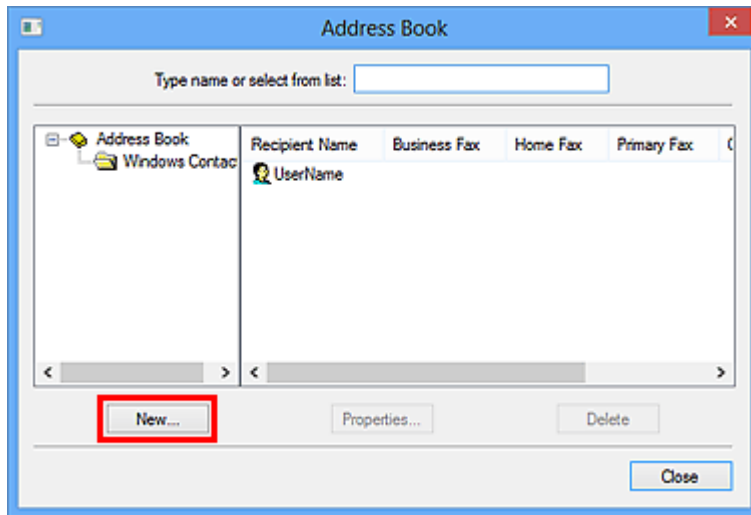 Address Book
Type name or select from list:
Address Book
Windows Contac
Recipient Name Business Fax Home Fax Primary Fax
UserName
New... Properties... Delete
Close